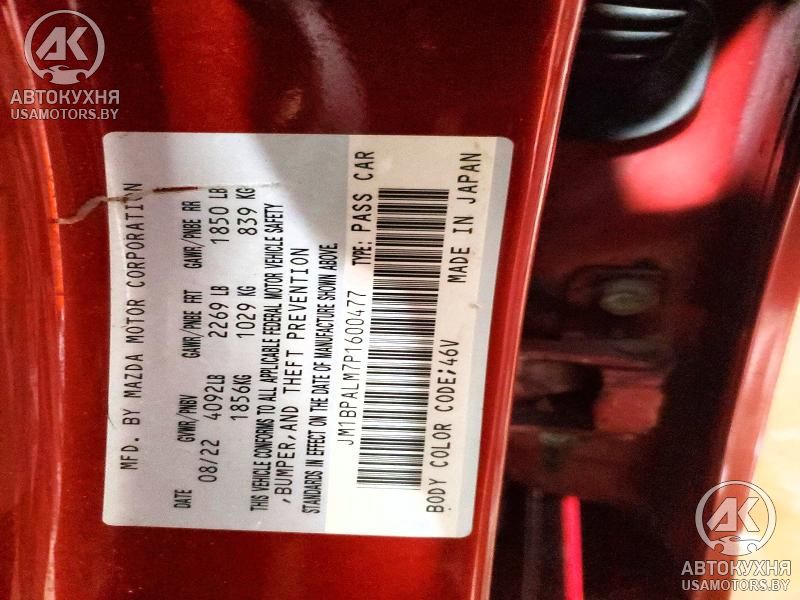 MFD. BY MAZDA MOTOR CORPORATION
DATE GVWR/PNBV GAWR/PNBE FRT GAWR/PNBE RR
08/22 4092LB 2269 LB 1850 LB
1856KG 1029 KG 839 KG
THIS VEHICLE CONFORMS TO ALL APPLICABLE FEDERAL MOTOR VEHICLE SAFETY
,BUMPER,AND THEFT PREVENTION
STANDARDS IN EFFECT ON THE DATE OF MANUFACTURE SHOWN ABOVE.
JM1BPALM7P1600477 TYPE: PASS CAR
BODY COLOR CODE;46V MADE IN JAPAN
АК
АВТОКУХНЯ
USAMOTORS.BY
АК
АВТОКУХНЯ
USAMOTORS.BY